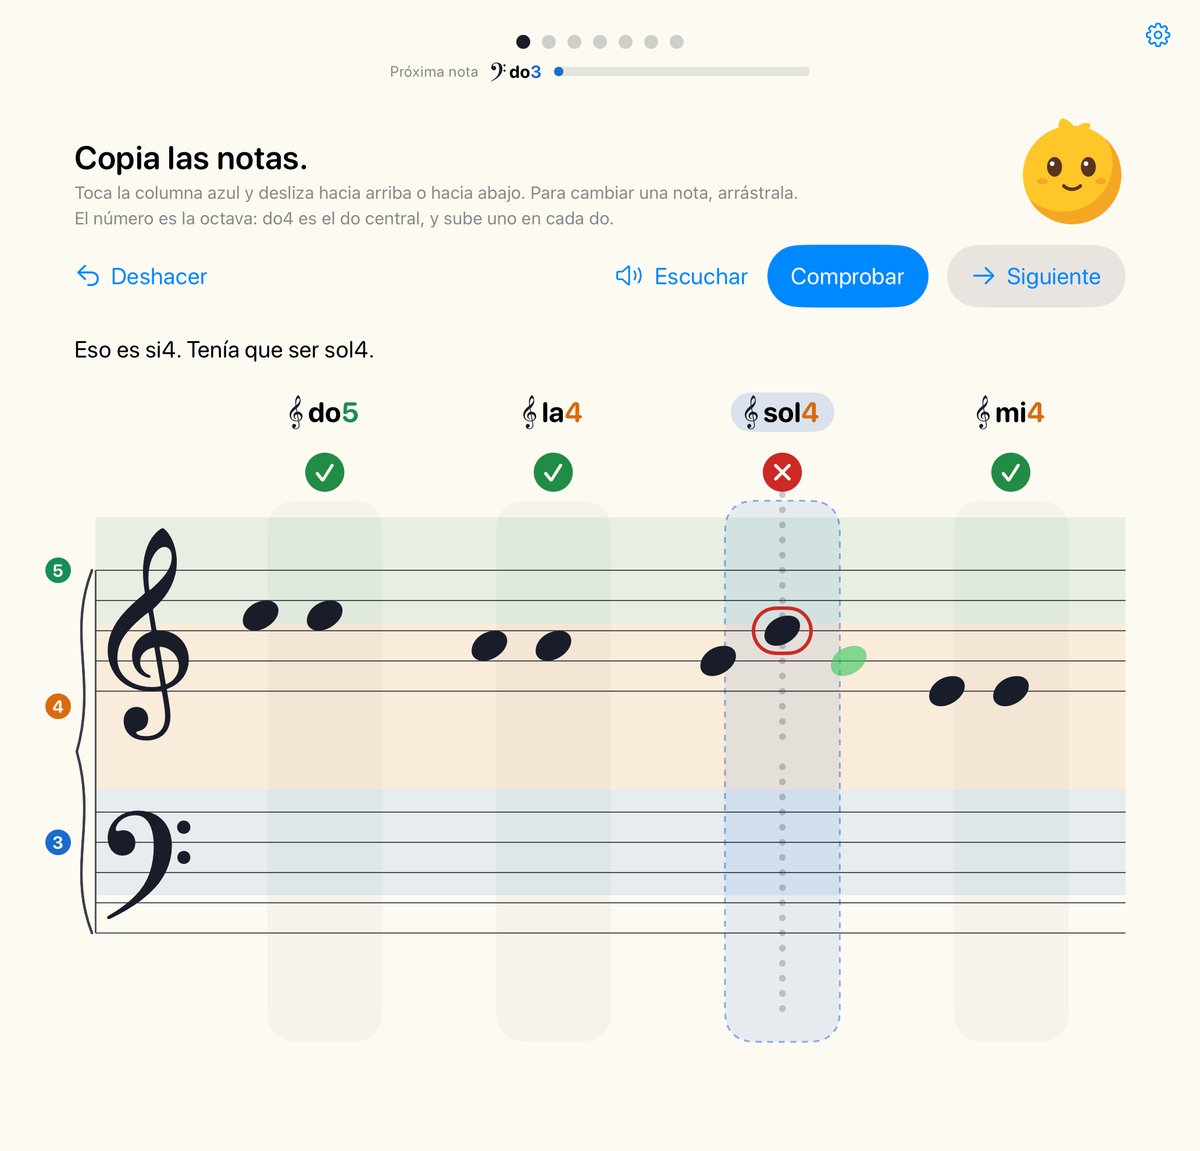 Próxima nota do3
Copia las notas.
Toca la columna azul y desliza hacia arriba o hacia abajo. Para cambiar una nota, arrástrala.
El número es la octava: do4 es el do central, y sube uno en cada do.
Deshacer
Escuchar
Comprobar
Siguiente
Eso es si4. Tenía que ser sol4.
do5
la4
sol4
mi4
5
4
3